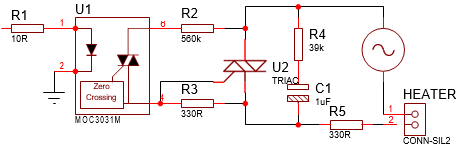 U1
R1
10R
1
2
Zero
Crossing
MOC3031M
6
4
R2
560k
R3
330R
U2
TRIAC
R4
39k
C1
1uF
R5
330R
HEATER
1
2
CONN-SIL2